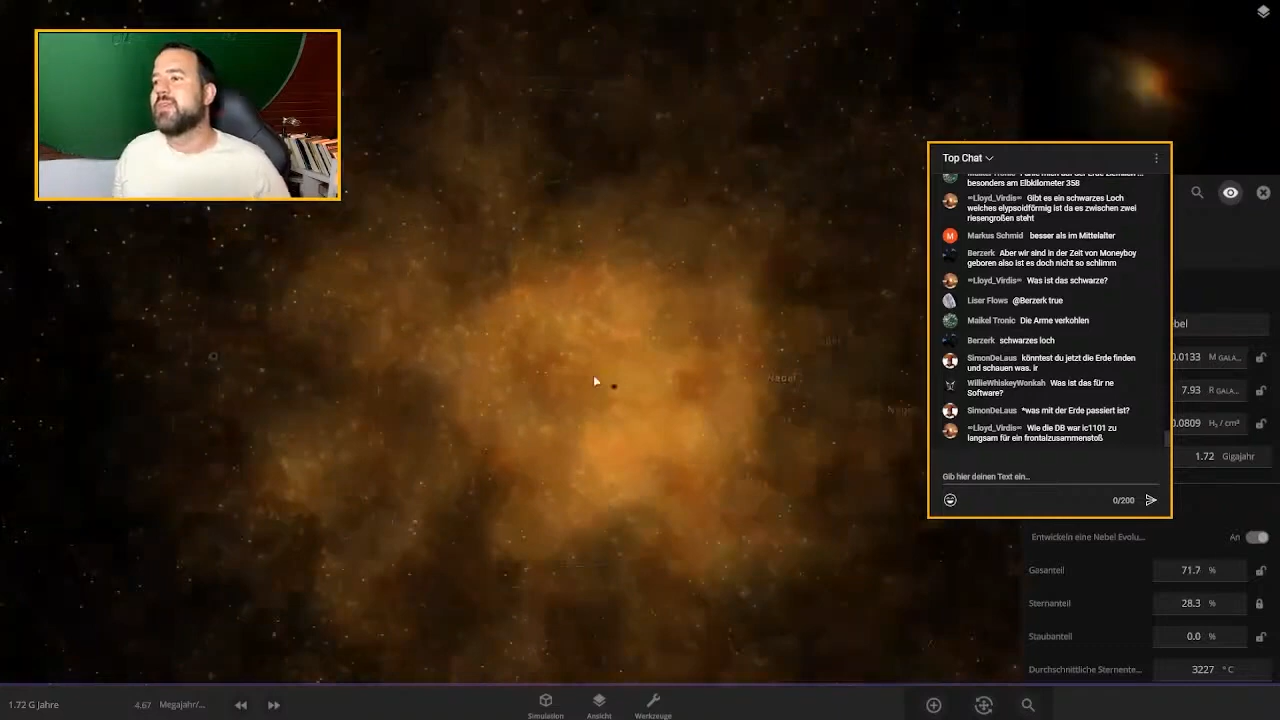 Top Chat
besonders am Elbkilometer 358
=Lloyd_Virdis= Gibt es ein schwarzes Loch
welches elypsoidförmig ist da es zwischen zwei
riesengroßen steht
M Markus Schmid besser als im Mittelalter
Berzerk Aber wir sind in der Zeit von Moneyboy
geboren also ist es doch nicht so schlimm
=Lloyd_Virdis= Was ist das schwarze?
Liser Flows @Berzerk true
Maikel Tronic Die Arme verkohlen
Berzerk schwarzes loch
SimonDeLaus könntest du jetzt die Erde finden
und schauen was. ir
WillieWhiskeyWonkah Was ist das für ne
Software?
SimonDeLaus *was mit der Erde passiert ist?
=Lloyd_Virdis= Wie die DB war ic1101 zu
langsam für ein frontalzusammenstoß
Gib hier deinen Text ein...
0/200
bel
0.0133 M GALA...
7.93 R GALA...
0.0809 H₂ / cm³
1.72 Gigajahr
Entwickeln eine Nebel Evolu... An
Gasanteil 71.7 %
Sternanteil 28.3 %
Staubanteil 0.0 %
Durchschnittliche Sternente... 3227 °C
Nebel
1.72 G Jahre 4.67 Megajahr/...
Simulation Ansicht Werkzeuge